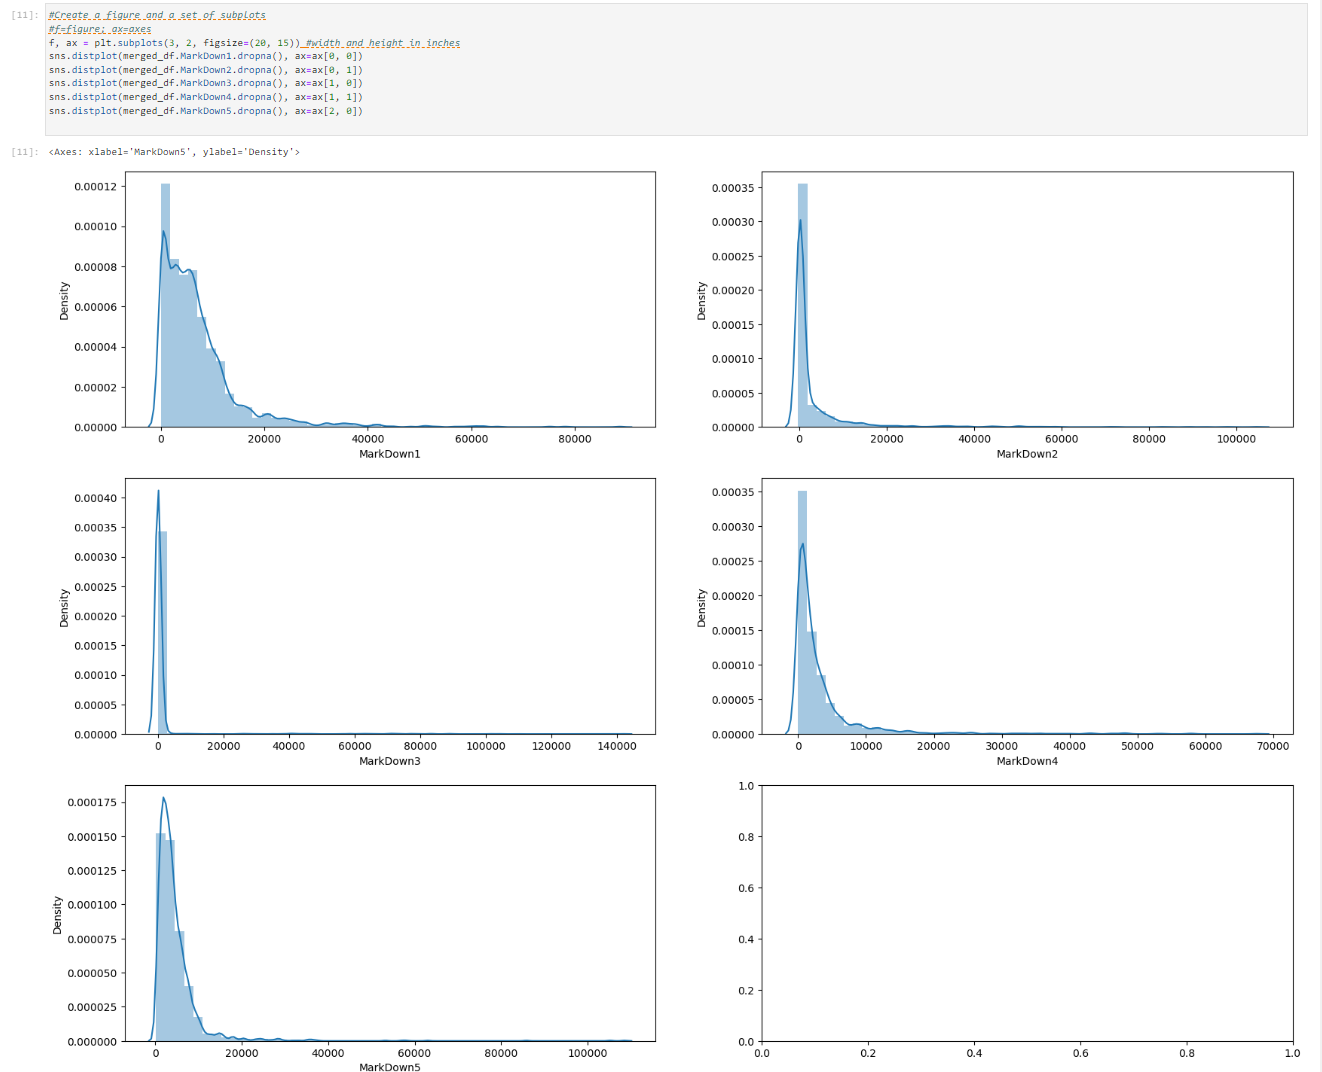 [11]: #Create a figure and a set of subplots
#f=figure; ax=axes
f, ax = plt.subplots(3, 2, figsize=(20, 15)) #width and height in inches
sns.distplot(merged_df.MarkDown1.dropna(), ax=ax[0, 0])
sns.distplot(merged_df.MarkDown2.dropna(), ax=ax[0, 1])
sns.distplot(merged_df.MarkDown3.dropna(), ax=ax[1, 0])
sns.distplot(merged_df.MarkDown4.dropna(), ax=ax[1, 1])
sns.distplot(merged_df.MarkDown5.dropna(), ax=ax[2, 0])
[11]: <Axes: xlabel='MarkDown5', ylabel='Density'>
0.00012
0.00010
0.00008
0.00006
0.00004
0.00002
0.00000
Density
0 20000 40000 60000 80000
MarkDown1
0.00035
0.00030
0.00025
0.00020
0.00015
0.00010
0.00005
0.00000
Density
0 20000 40000 60000 80000 100000
MarkDown2
0.00040
0.00035
0.00030
0.00025
0.00020
0.00015
0.00010
0.00005
0.00000
Density
0 20000 40000 60000 80000 100000 120000 140000
MarkDown3
0.00035
0.00030
0.00025
0.00020
0.00015
0.00010
0.00005
0.00000
Density
0 10000 20000 30000 40000 50000 60000 70000
MarkDown4
0.000175
0.000150
0.000125
0.000100
0.000075
0.000050
0.000025
0.000000
Density
0 20000 40000 60000 80000 100000
MarkDown5
1.0
0.8
0.6
0.4
0.2
0.0
0.0 0.2 0.4 0.6 0.8 1.0